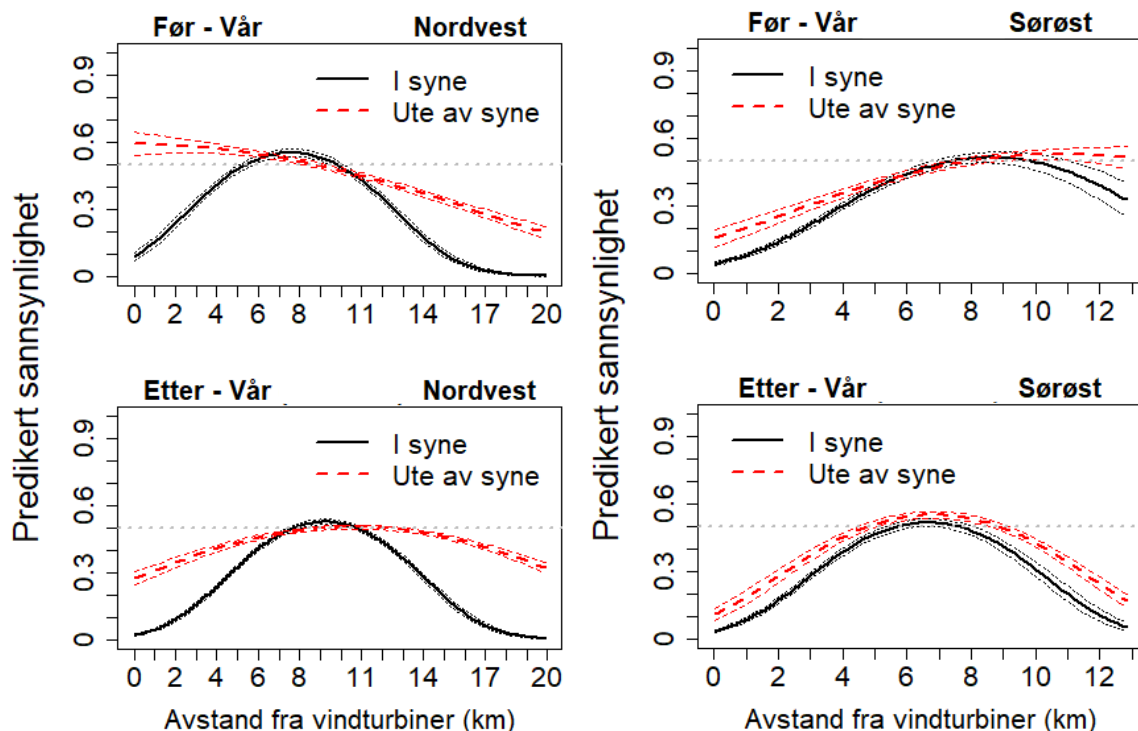 Før - Vår Nordvest
I syne
Ute av syne
0.9
0.6
0.3
0
0 2 4 6 8 11 14 17 20
Predikert sannsynlighet
Før - Vår Sørøst
I syne
Ute av syne
0.9
0.6
0.3
0
0 2 4 6 8 10 12
Predikert sannsynlighet
Etter - Vår Nordvest
I syne
Ute av syne
0.9
0.6
0.3
0
0 2 4 6 8 11 14 17 20
Avstand fra vindturbiner (km)
Etter - Vår Sørøst
I syne
Ute av syne
0.9
0.6
0.3
0
0 2 4 6 8 10 12
Avstand fra vindturbiner (km)